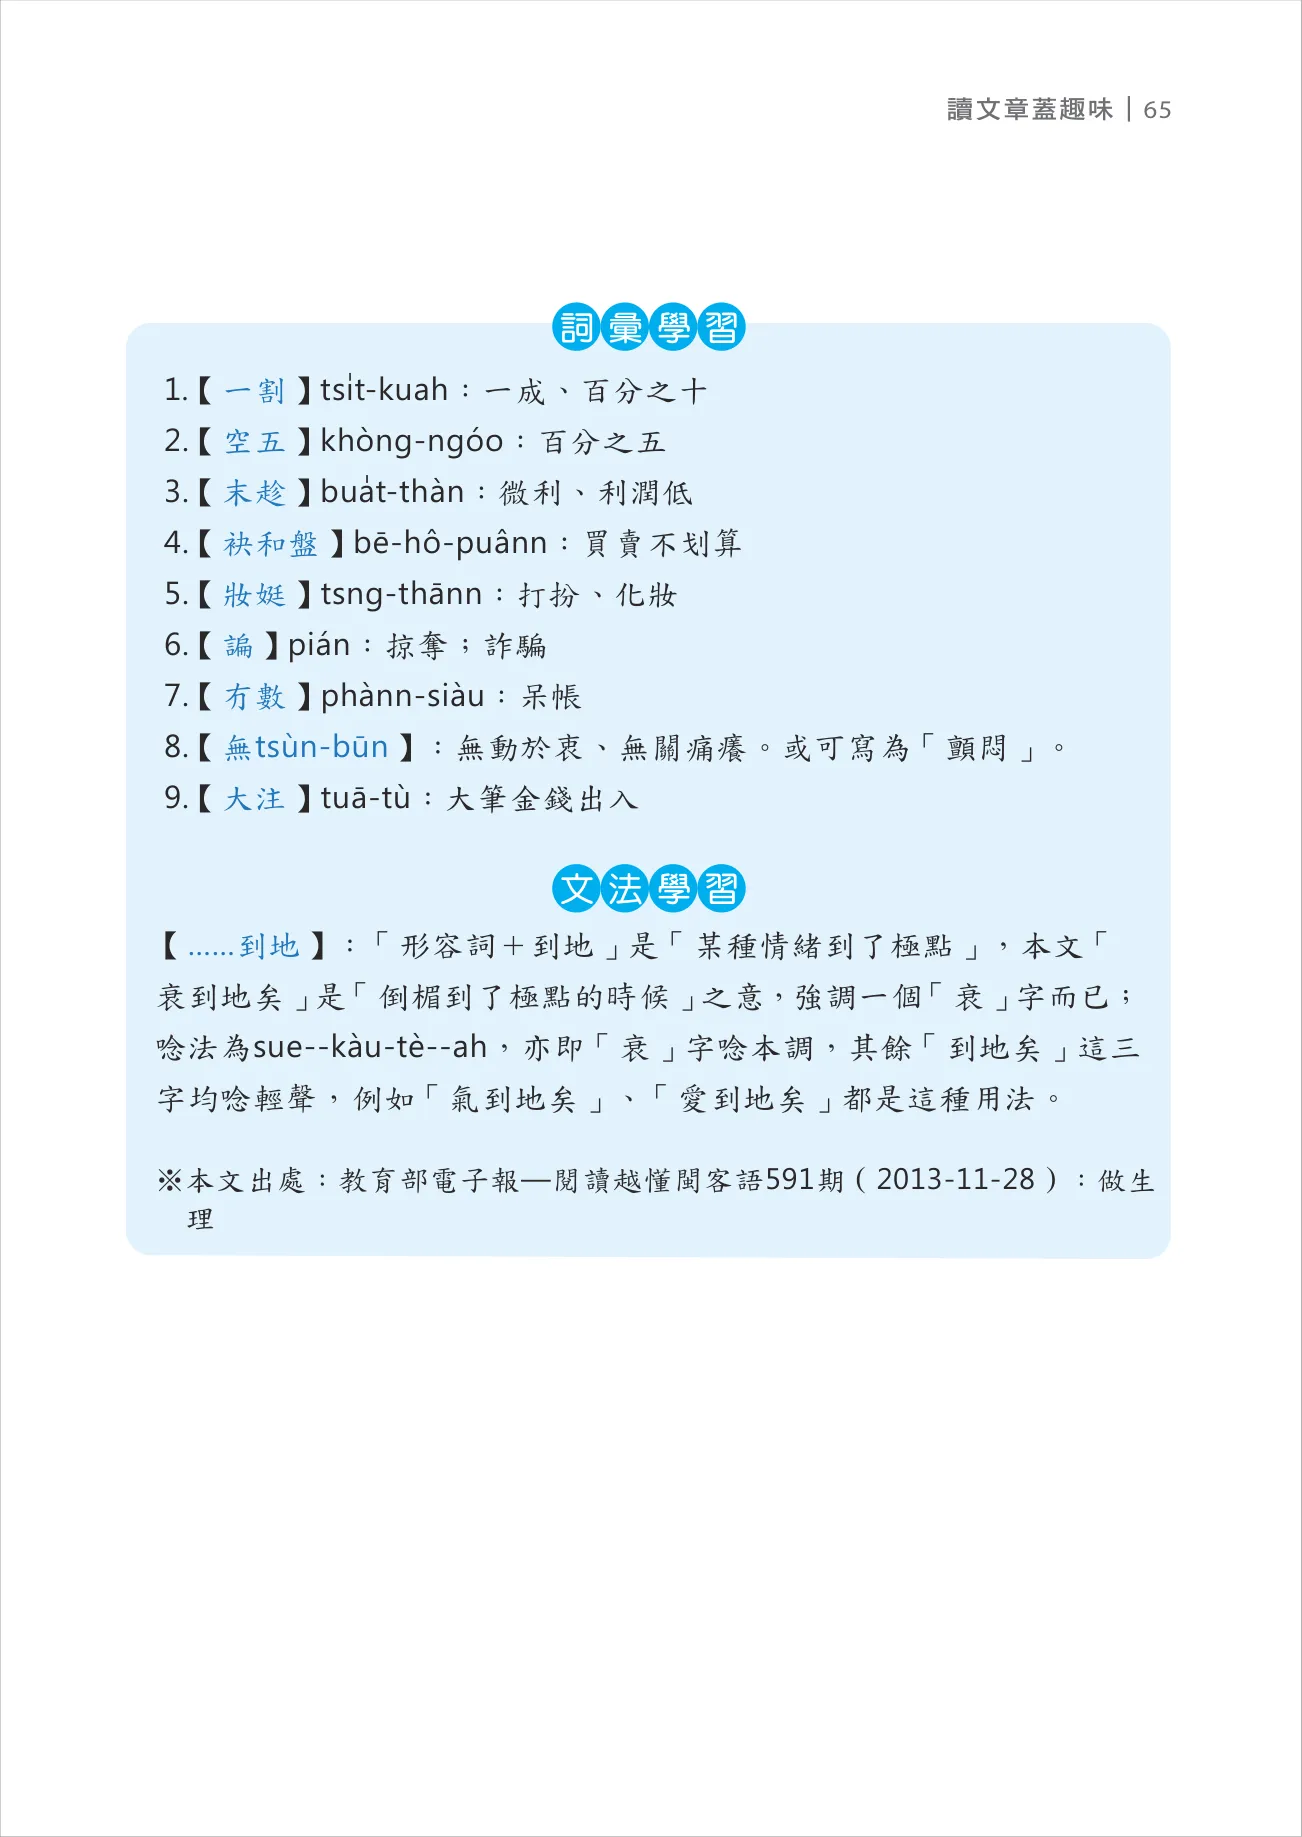 讀文章蓋趣味｜65
詞彙學習
1.【一割】tsi̍t-kuah：一成、百分之十
2.【空五】khòng-ngóo：百分之五
3.【末趁】bua̍t-thàn：微利、利潤低
4.【袂和盤】bē-hô-puânn：買賣不划算
5.【妝娗】tsng-thānn：打扮、化妝
6.【諞】pián：掠奪；詐騙
7.【冇數】phànn-siàu：呆帳
8.【無tsùn-būn】：無動於衷、無關痛癢。或可寫為「顫悶」。
9.【大注】tuā-tù：大筆金錢出入
文法學習
【……到地】：「形容詞＋到地」是「某種情緒到了極點」，本文「
衰到地矣」是「倒楣到了極點的時候」之意，強調一個「衰」字而已；
唸法為sue--kàu-tè--ah，亦即「衰」字唸本調，其餘「到地矣」這三
字均唸輕聲，例如「氣到地矣」、「愛到地矣」都是這種用法。
※本文出處：教育部電子報—閱讀越懂閩客語591期（2013-11-28）：做生
理